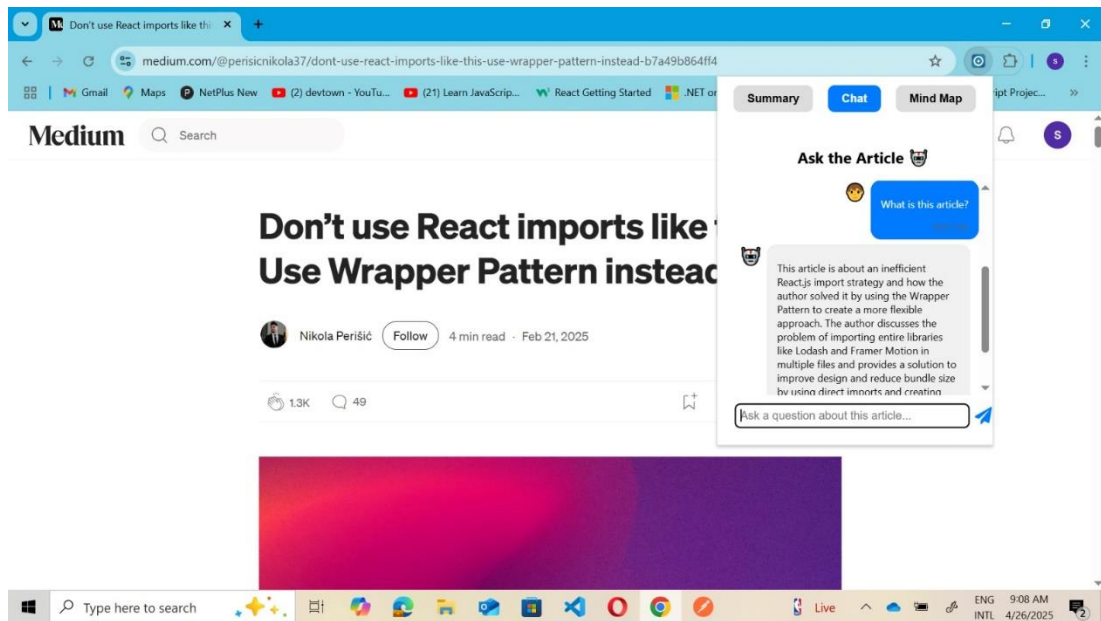 Don't use React imports like thi
medium.com/@perisicnikola37/dont-use-react-imports-like-this-use-wrapper-pattern-instead-b7a49b864ff4
S
Gmail
Maps
NetPlus New
(2) devtown - YouTu...
(21) Learn JavaScrip...
React Getting Started
.NET or
ipt Projec...
Summary
Chat
Mind Map
Medium
Search
S
Ask the Article
What is this article?
This article is about an inefficient
React.js import strategy and how the
author solved it by using the Wrapper
Pattern to create a more flexible
approach. The author discusses the
problem of importing entire libraries
like Lodash and Framer Motion in
multiple files and provides a solution to
improve design and reduce bundle size
by using direct imports and creating
Ask a question about this article...
Don't use React imports like
Use Wrapper Pattern instead
Nikola Perišić
Follow
4 min read · Feb 21, 2025
1.3K
49
Type here to search
Live
ENG
INTL
9:08 AM
4/26/2025
2